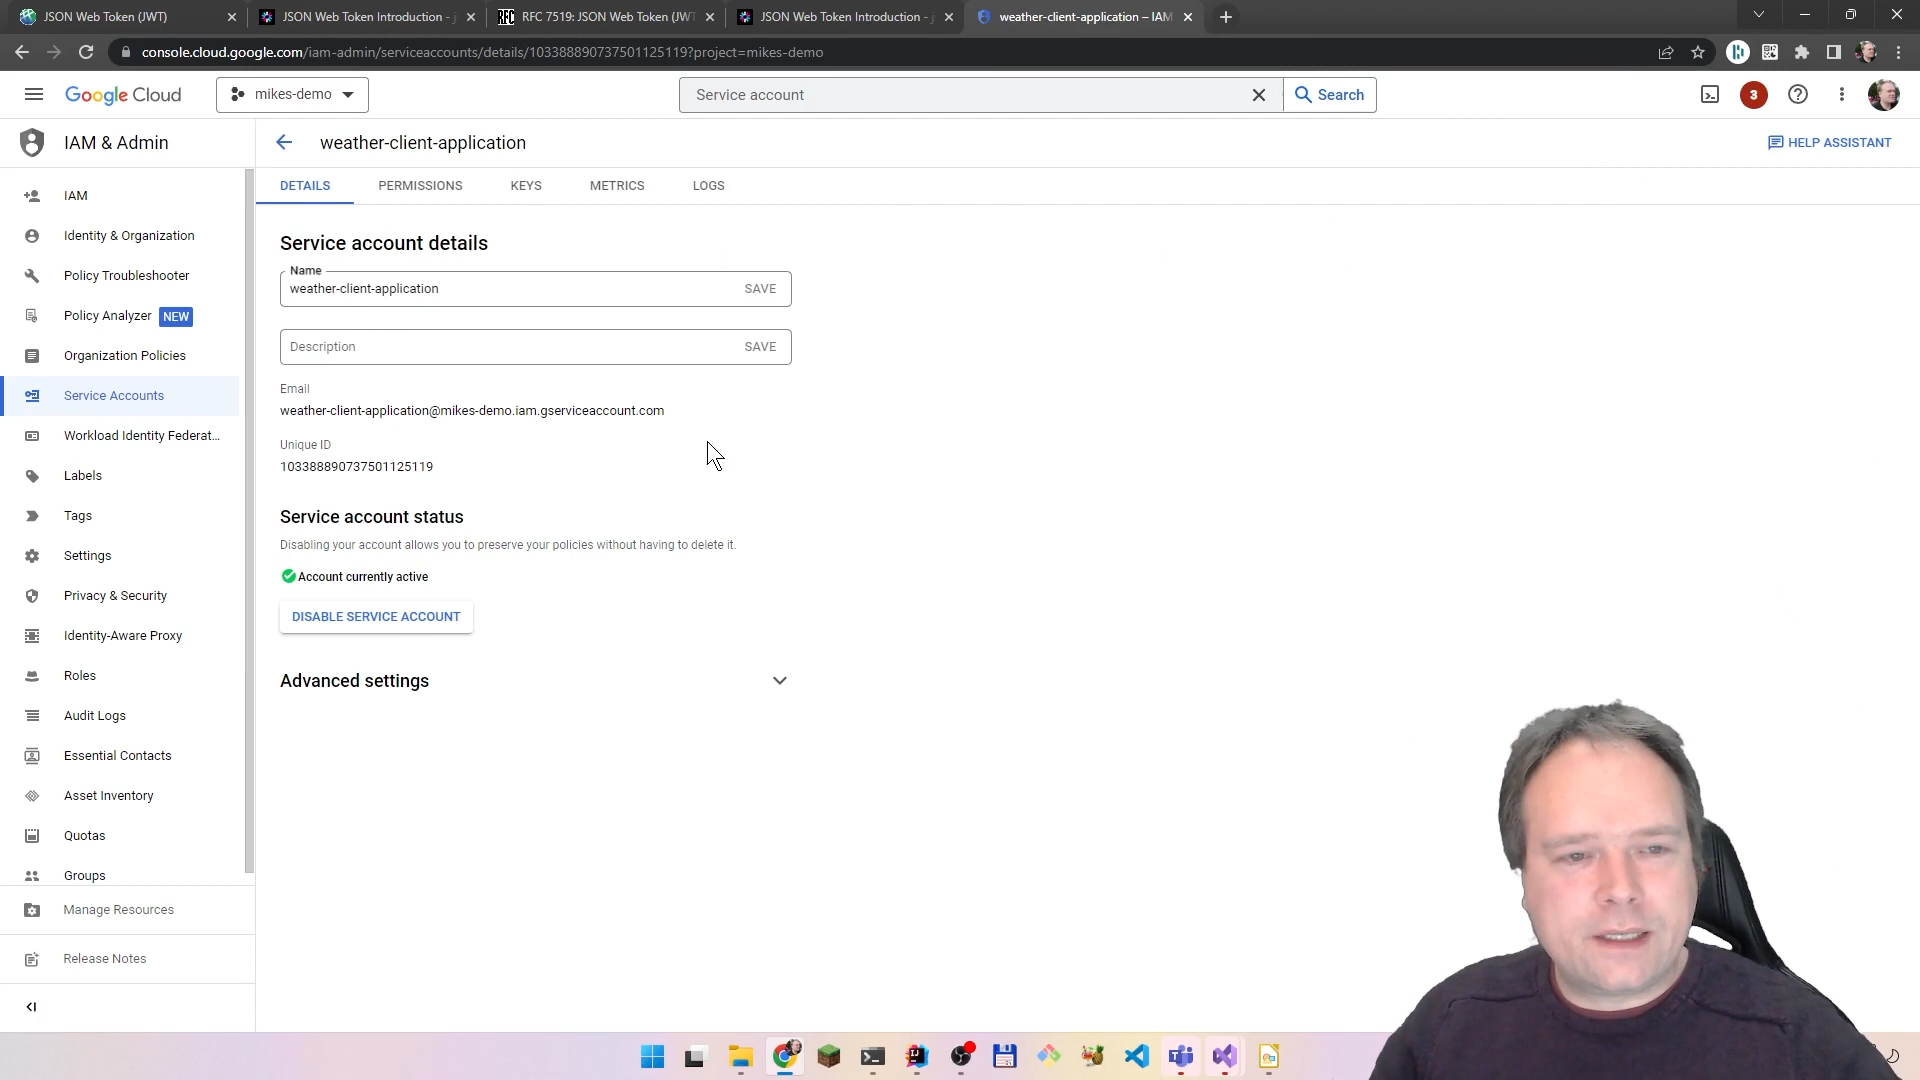 JSON Web Token (JWT)
JSON Web Token Introduction - j
RFC
RFC 7519: JSON Web Token (JWT
JSON Web Token Introduction - j
weather-client-application – IAM
console.cloud.google.com/iam-admin/serviceaccounts/details/103388890737501125119?project=mikes-demo
Google Cloud
mikes-demo
Service account
Search
3
IAM & Admin
weather-client-application
HELP ASSISTANT
DETAILS
PERMISSIONS
KEYS
METRICS
LOGS
IAM
Identity & Organization
Policy Troubleshooter
Policy Analyzer NEW
Organization Policies
Service Accounts
Workload Identity Federat...
Labels
Tags
Settings
Privacy & Security
Identity-Aware Proxy
Roles
Audit Logs
Essential Contacts
Asset Inventory
Quotas
Groups
Manage Resources
Release Notes
Service account details
Name
weather-client-application
SAVE
Description
SAVE
Email
weather-client-application@mikes-demo.iam.gserviceaccount.com
Unique ID
103388890737501125119
Service account status
Disabling your account allows you to preserve your policies without having to delete it.
Account currently active
DISABLE SERVICE ACCOUNT
Advanced settings